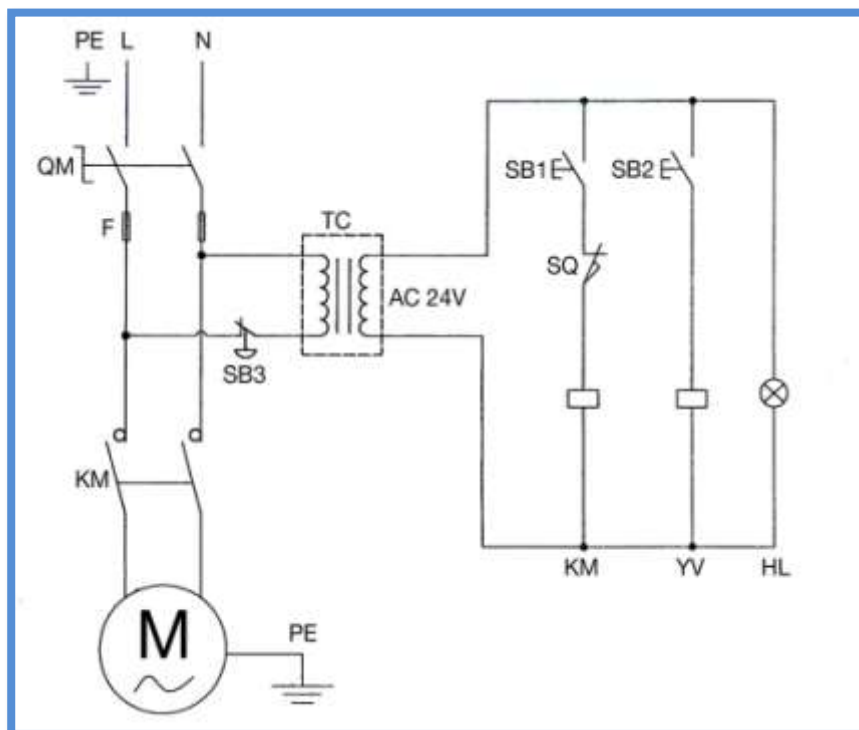 PE L N
QM
F
TC
SB1
SB2
SQ
AC 24V
SB3
KM
KM YV HL
M
PE